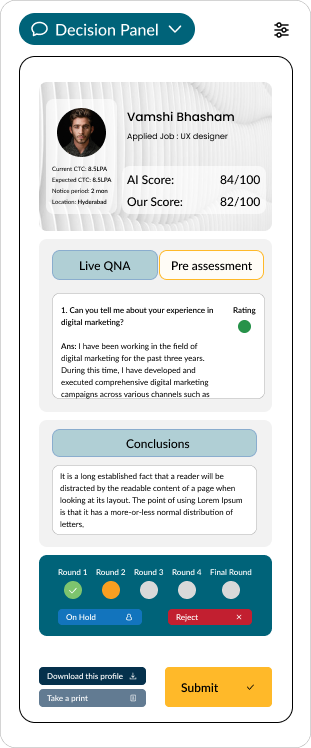 Decision Panel
Vamshi Bhasham
Applied Job : UX designer
Current CTC: 8.5LPA
Expected CTC: 8.5LPA
Notice period: 2 mon
Location: Hyderabad
AI Score: 84/100
Our Score: 82/100
Live QNA Pre assessment
1. Can you tell me about your experience in
digital marketing?
Rating
Ans: I have been working in the field of
digital marketing for the past three years.
During this time, I have developed and
executed comprehensive digital marketing
campaigns across various channels such as
Conclusions
It is a long established fact that a reader will be
distracted by the readable content of a page when
looking at its layout. The point of using Lorem Ipsum
is that it has a more-or-less normal distribution of
letters,
Round 1 Round 2 Round 3 Round 4 Final Round
On Hold Reject
Download this profile
Take a print
Submit